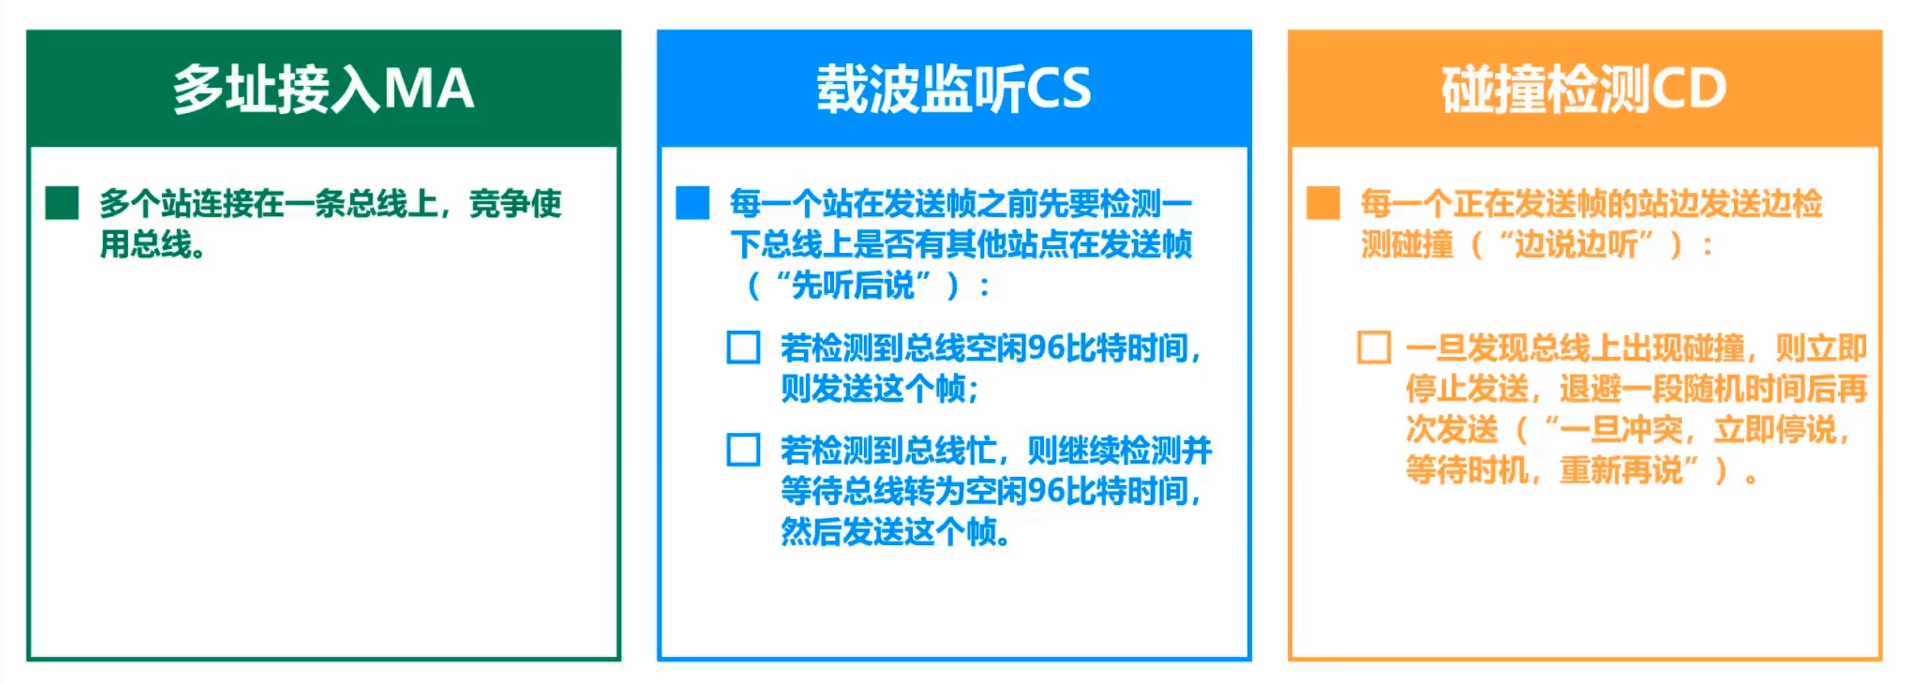 多址接入MA
多个站连接在一条总线上，竞争使
用总线。
载波监听CS
每一个站在发送帧之前先要检测一
下总线上是否有其他站点在发送帧
（“先听后说”）：
若检测到总线空闲96比特时间，
则发送这个帧；
若检测到总线忙，则继续检测并
等待总线转为空闲96比特时间，
然后发送这个帧。
碰撞检测CD
每一个正在发送帧的站边发送边检
测碰撞（“边说边听”）：
一旦发现总线上出现碰撞，则立即
停止发送，退避一段随机时间后再
次发送（“一旦冲突，立即停说，
等待时机，重新再说”）。